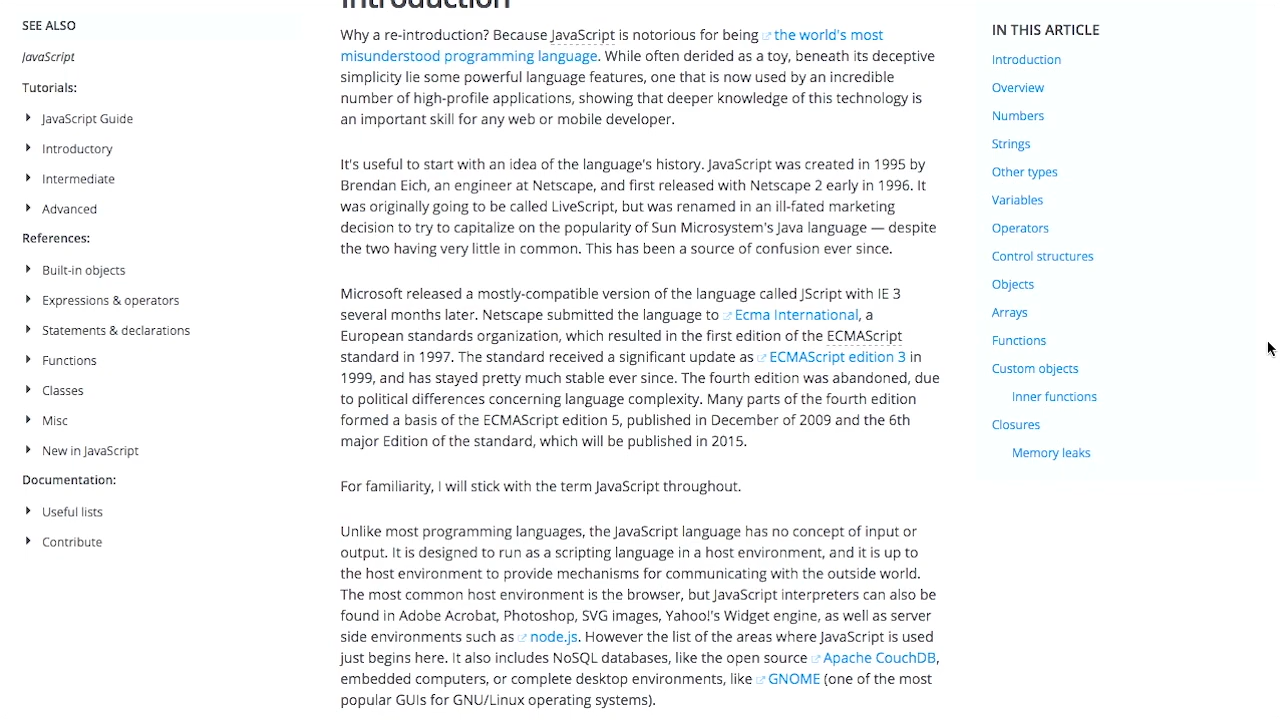 SEE ALSO
JavaScript
Tutorials:
JavaScript Guide
Introductory
Intermediate
Advanced
References:
Built-in objects
Expressions & operators
Statements & declarations
Functions
Classes
Misc
New in JavaScript
Documentation:
Useful lists
Contribute
Introduction
Why a re-introduction? Because JavaScript is notorious for being the world's most
misunderstood programming language. While often derided as a toy, beneath its deceptive
simplicity lie some powerful language features, one that is now used by an incredible
number of high-profile applications, showing that deeper knowledge of this technology is
an important skill for any web or mobile developer.
It's useful to start with an idea of the language's history. JavaScript was created in 1995 by
Brendan Eich, an engineer at Netscape, and first released with Netscape 2 early in 1996. It
was originally going to be called LiveScript, but was renamed in an ill-fated marketing
decision to try to capitalize on the popularity of Sun Microsystem's Java language — despite
the two having very little in common. This has been a source of confusion ever since.
Microsoft released a mostly-compatible version of the language called JScript with IE 3
several months later. Netscape submitted the language to Ecma International, a
European standards organization, which resulted in the first edition of the ECMAScript
standard in 1997. The standard received a significant update as ECMAScript edition 3 in
1999, and has stayed pretty much stable ever since. The fourth edition was abandoned, due
to political differences concerning language complexity. Many parts of the fourth edition
formed a basis of the ECMAScript edition 5, published in December of 2009 and the 6th
major Edition of the standard, which will be published in 2015.
For familiarity, I will stick with the term JavaScript throughout.
Unlike most programming languages, the JavaScript language has no concept of input or
output. It is designed to run as a scripting language in a host environment, and it is up to
the host environment to provide mechanisms for communicating with the outside world.
The most common host environment is the browser, but JavaScript interpreters can also be
found in Adobe Acrobat, Photoshop, SVG images, Yahoo!'s Widget engine, as well as server
side environments such as node.js. However the list of the areas where JavaScript is used
just begins here. It also includes NoSQL databases, like the open source Apache CouchDB,
embedded computers, or complete desktop environments, like GNOME (one of the most
popular GUIs for GNU/Linux operating systems).
IN THIS ARTICLE
Introduction
Overview
Numbers
Strings
Other types
Variables
Operators
Control structures
Objects
Arrays
Functions
Custom objects
Inner functions
Closures
Memory leaks